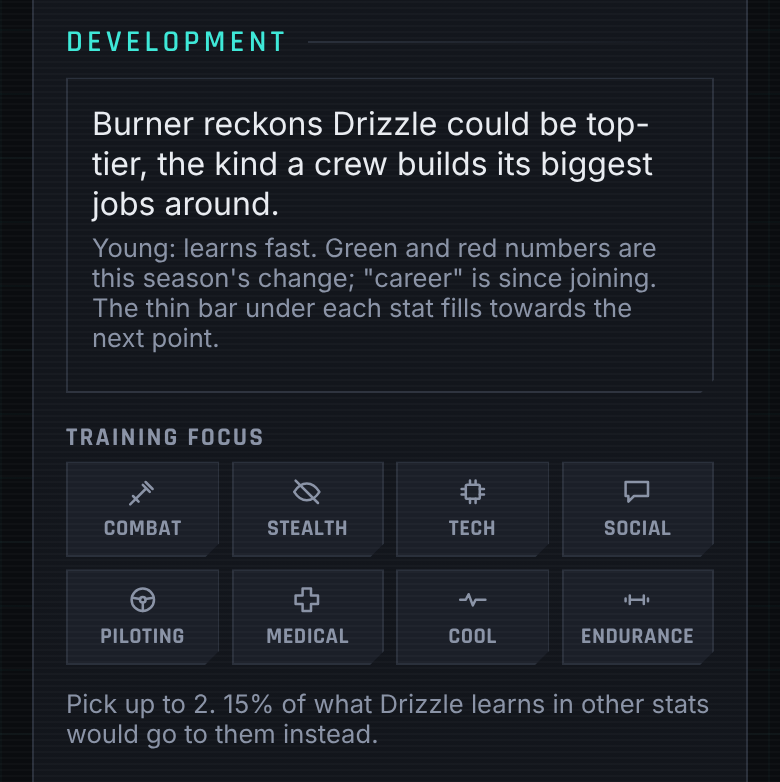 DEVELOPMENT
Burner reckons Drizzle could be top-
tier, the kind a crew builds its biggest
jobs around.
Young: learns fast. Green and red numbers are
this season's change; "career" is since joining.
The thin bar under each stat fills towards the
next point.
TRAINING FOCUS
COMBAT STEALTH TECH SOCIAL
PILOTING MEDICAL COOL ENDURANCE
Pick up to 2. 15% of what Drizzle learns in other stats
would go to them instead.